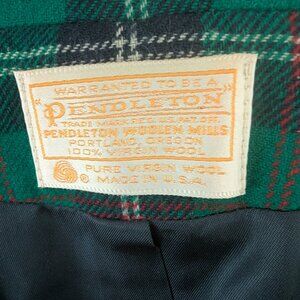 WARRANTED TO BE A
"PENDLETON"
TRADE MARK REG. U.S. PAT. OFF.
PENDLETON WOOLEN MILLS
PORTLAND, OREGON
100% VIRGIN WOOL
PURE VIRGIN WOOL
MADE IN U.S.A.